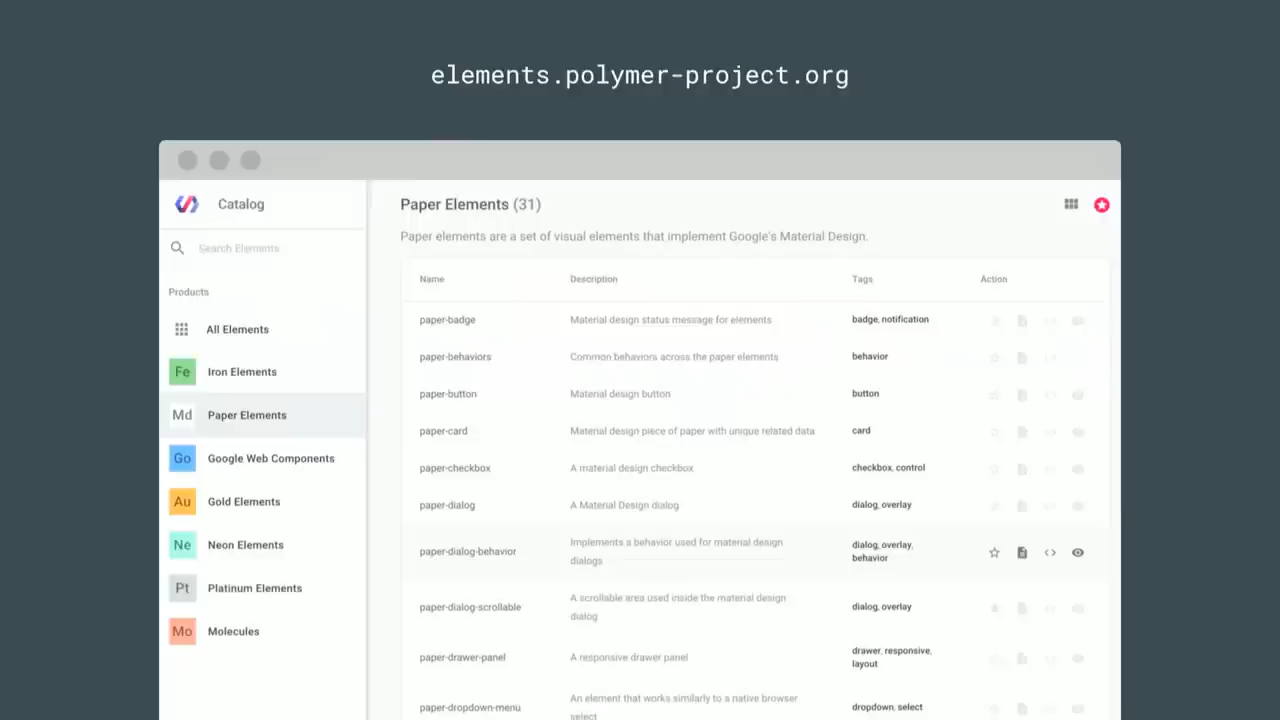 elements.polymer-project.org
Catalog
Search Elements
Products
All Elements
Fe Iron Elements
Md Paper Elements
Go Google Web Components
Au Gold Elements
Ne Neon Elements
Pt Platinum Elements
Mo Molecules
Paper Elements (31)
Paper elements are a set of visual elements that implement Google's Material Design.
Name Description Tags Action
paper-badge Material design status message for elements badge, notification
paper-behaviors Common behaviors across the paper elements behavior
paper-button Material design button button
paper-card Material design piece of paper with unique related data card
paper-checkbox A material design checkbox checkbox, control
paper-dialog A Material Design dialog dialog, overlay
paper-dialog-behavior Implements a behavior used for material design dialog, overlay,
dialogs behavior
paper-dialog-scrollable A scrollable area used inside the material design dialog, overlay
dialog
paper-drawer-panel A responsive drawer panel drawer, responsive,
layout
paper-dropdown-menu An element that works similarly to a native browser dropdown, select
select